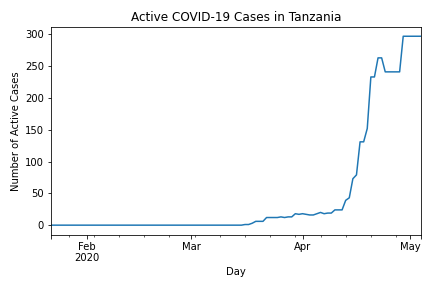 Active COVID-19 Cases in Tanzania
300
250
200
150
100
50
0
Number of Active Cases
Feb
2020
Mar
Apr
May
Day